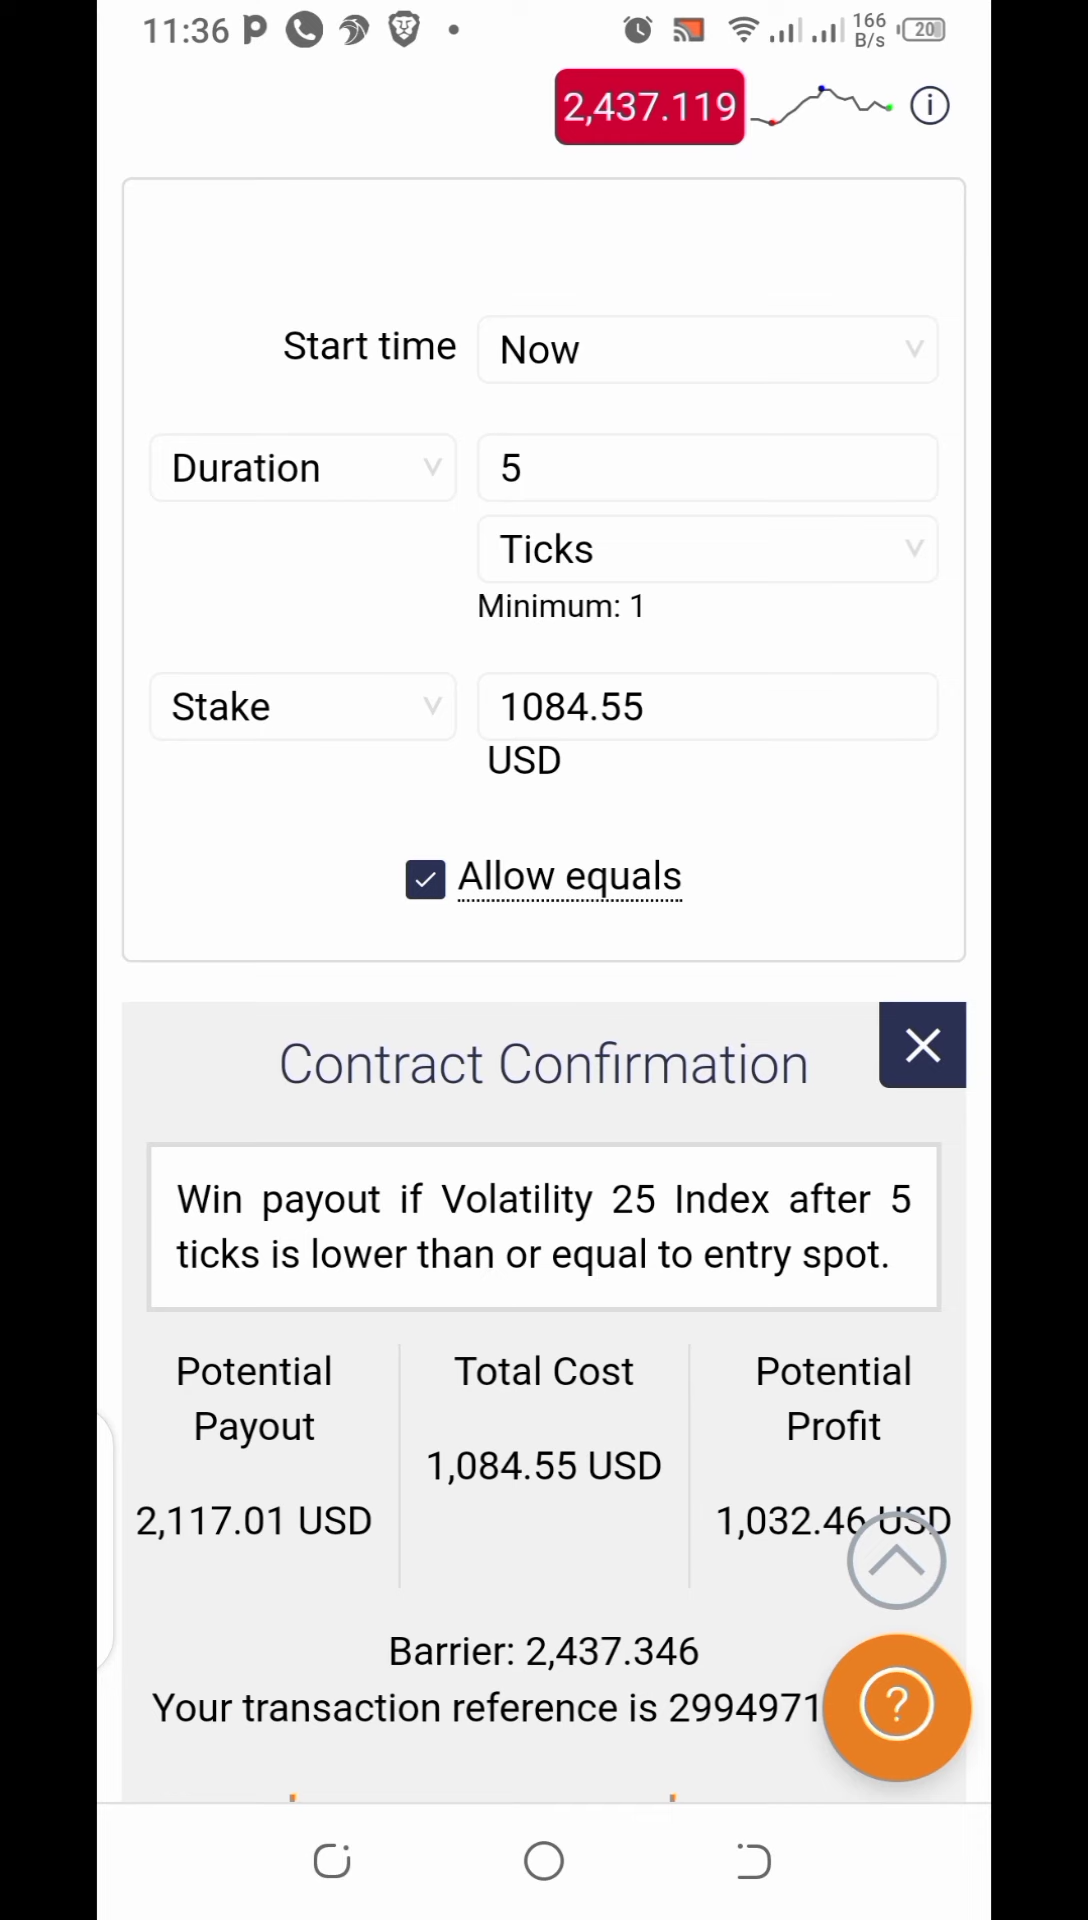 11:36
166
B/s
20
2,437.119
Start time
Now
Duration
5
Ticks
Minimum: 1
Stake
1084.55
USD
Allow equals
Contract Confirmation
Win payout if Volatility 25 Index after 5
ticks is lower than or equal to entry spot.
Potential
Payout
2,117.01 USD
Total Cost
1,084.55 USD
Potential
Profit
1,032.46 USD
Barrier: 2,437.346
Your transaction reference is 2994971
?